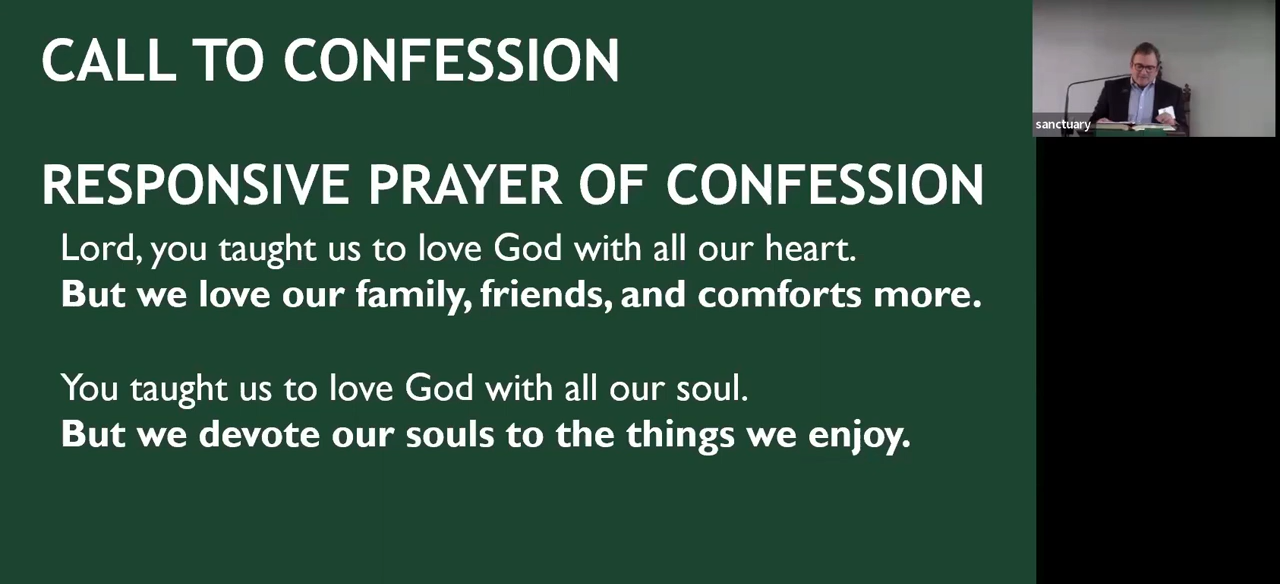 CALL TO CONFESSION
RESPONSIVE PRAYER OF CONFESSION
Lord, you taught us to love God with all our heart.
But we love our family, friends, and comforts more.
You taught us to love God with all our soul.
But we devote our souls to the things we enjoy.
sanctuary